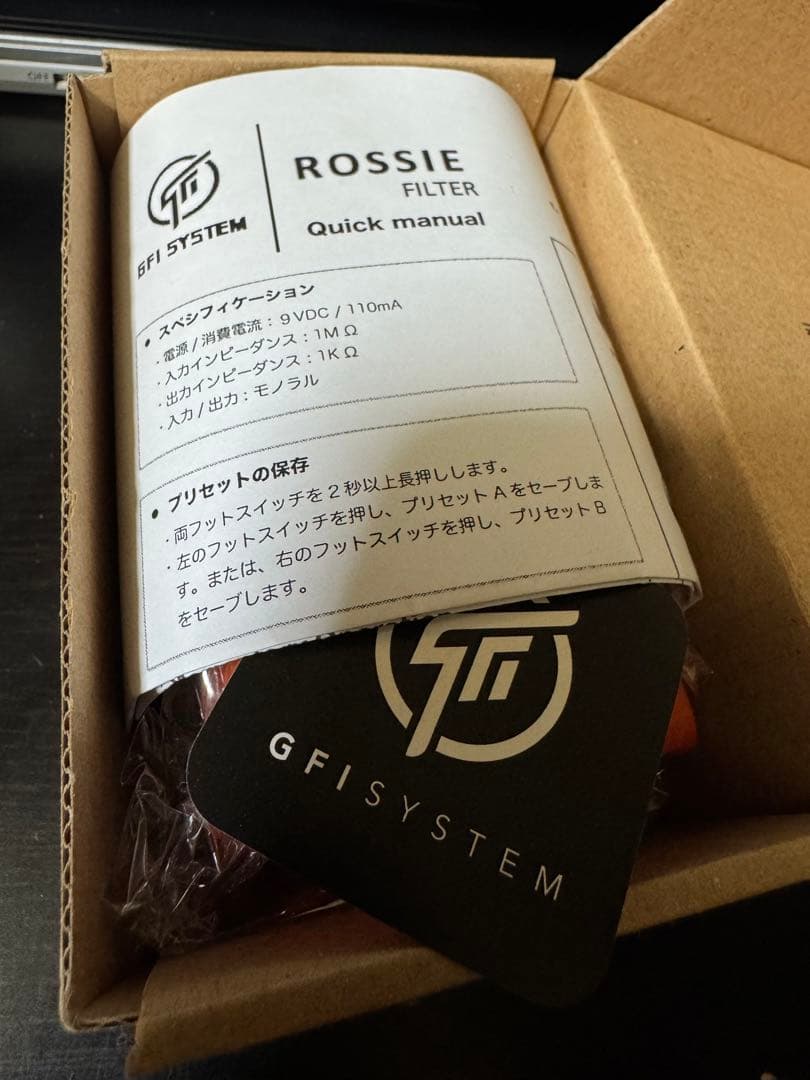 GFI SYSTEM
ROSSIE
FILTER
Quick manual
• スペシフィケーション
・電源 / 消費電流 : 9VDC / 110mA
・入力インピーダンス : 1M Ω
・出力インピーダンス : 1K Ω
・入力 / 出力 : モノラル
• プリセットの保存
・両フットスイッチを 2 秒以上長押しします。
・左のフットスイッチを押し、プリセット A をセーブしま
す。または、右のフットスイッチを押し、プリセット B
をセーブします。
GFISYSTEM